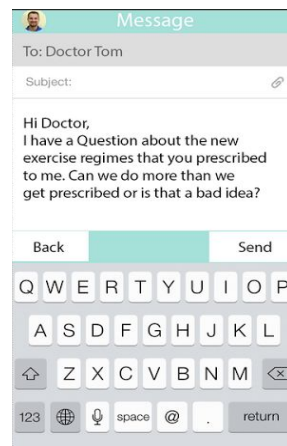 Message
To: Doctor Tom
Subject:
Hi Doctor,
I have a Question about the new
exercise regimes that you prescribed
to me. Can we do more than we
get prescribed or is that a bad idea?
Back Send
Q W E R T Y U I O P
A S D F G H J K L
Z X C V B N M
123 space @ . return